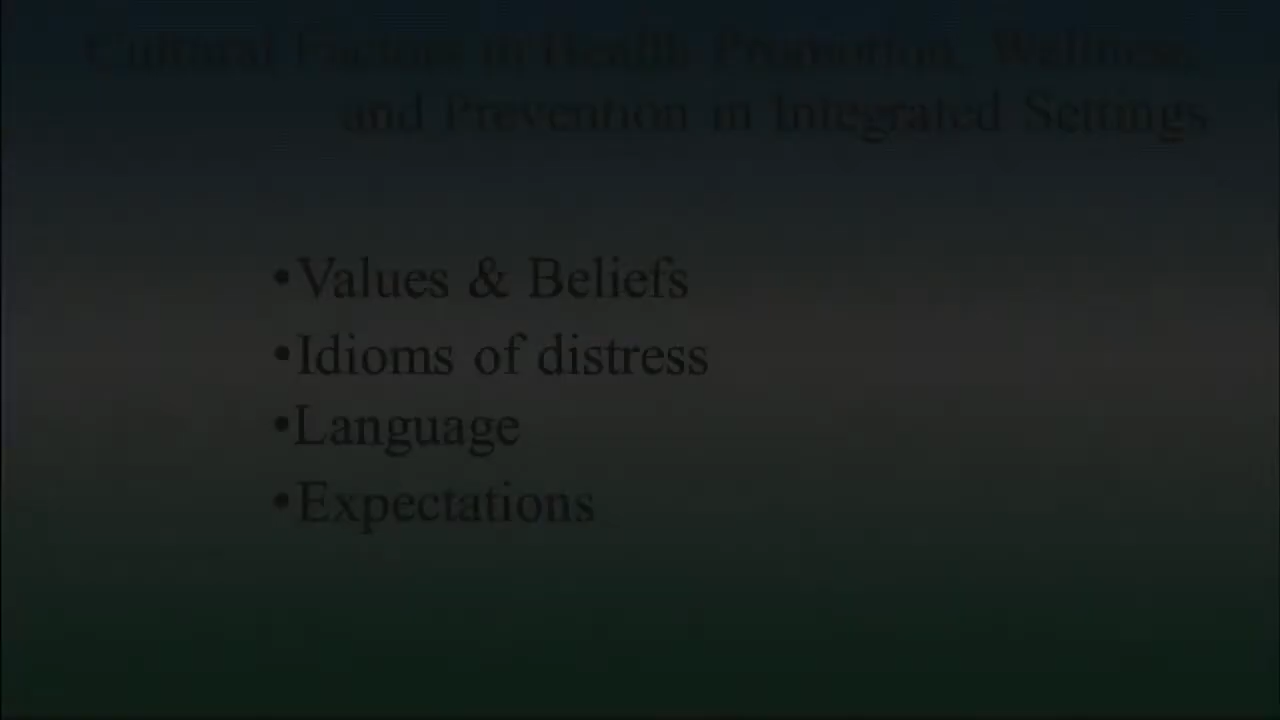 Cultural Factors in Health Promotion, Wellness,
and Prevention in Integrated Settings
•Values & Beliefs
•Idioms of distress
•Language
•Expectations